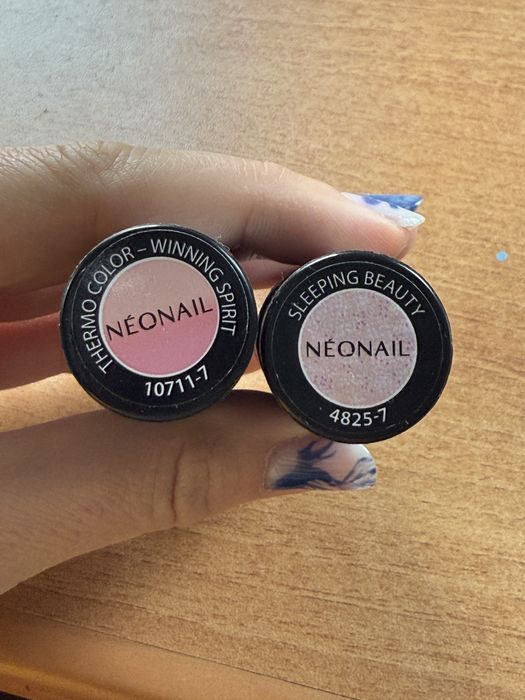 THERMO COLOR – WINNING SPIRIT
NÉONAIL
10711-7
SLEEPING BEAUTY
NÉONAIL
4825-7